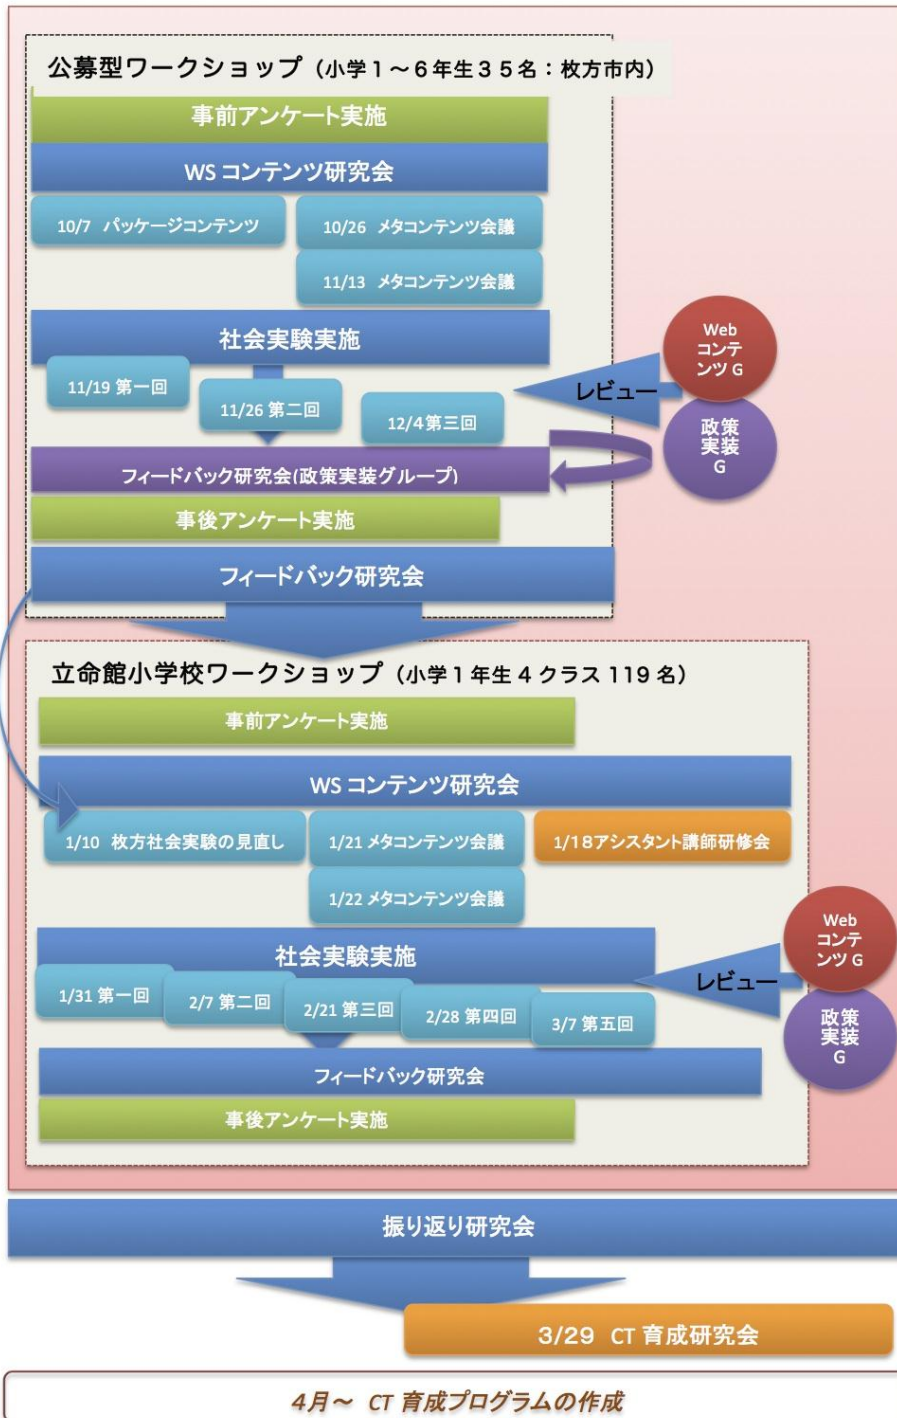 公募型ワークショップ（小学１～６年生３５名：枚方市内）
事前アンケート実施
WS コンテンツ研究会
10/7 パッケージコンテンツ
10/26 メタコンテンツ会議
11/13 メタコンテンツ会議
社会実験実施
11/19 第一回
11/26 第二回
12/4第三回
レビュー
Web
コンテ
ンツ G
政策
実装
G
フィードバック研究会(政策実装グループ)
事後アンケート実施
フィードバック研究会
立命館小学校ワークショップ（小学１年生４クラス 119 名）
事前アンケート実施
WS コンテンツ研究会
1/10 枚方社会実験の見直し
1/21 メタコンテンツ会議
1/18アシスタント講師研修会
1/22 メタコンテンツ会議
社会実験実施
1/31 第一回
2/7 第二回
2/21 第三回
2/28 第四回
3/7 第五回
レビュー
Web
コンテ
ンツ G
政策
実装
G
フィードバック研究会
事後アンケート実施
振り返り研究会
3/29 CT 育成研究会
４月～ CT 育成プログラムの作成